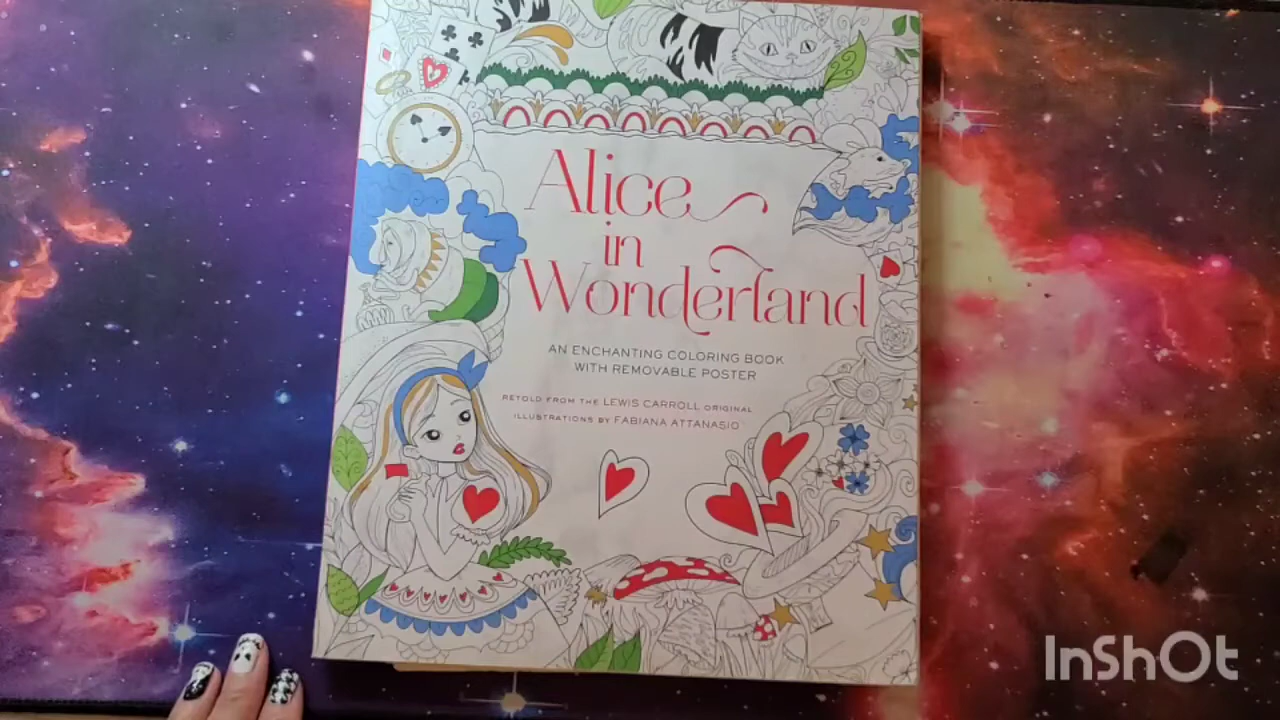 Alice
in
Wonderland
AN ENCHANTING COLORING BOOK
WITH REMOVABLE POSTER
RETOLD FROM THE LEWIS CARROLL ORIGINAL
ILLUSTRATIONS BY FABIANA ATTANASIO
InShOt